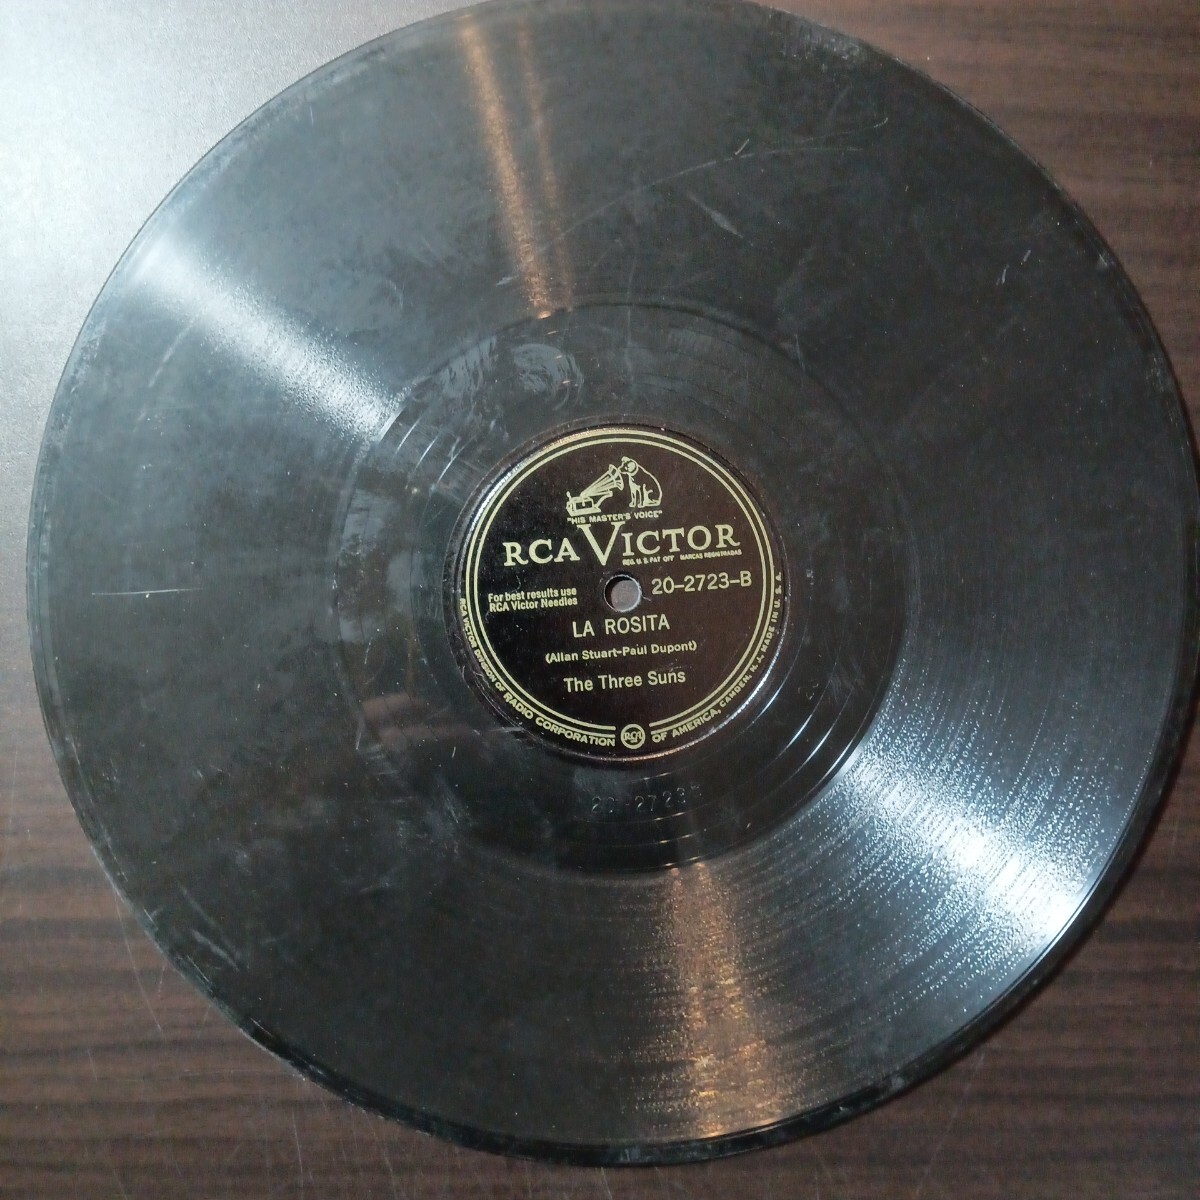 "HIS MASTER'S VOICE"
RCA VICTOR
REG. U. S. PAT. OFF. MARCAS REGISTRADAS
For best results use
RCA Victor Needles
20-2723-B
LA ROSITA
(Allan Stuart-Paul Dupont)
The Three Suns
RCA VICTOR DIVISION OF RADIO CORPORATION RCA OF AMERICA, CAMDEN, N. J. MADE IN U. S. A.